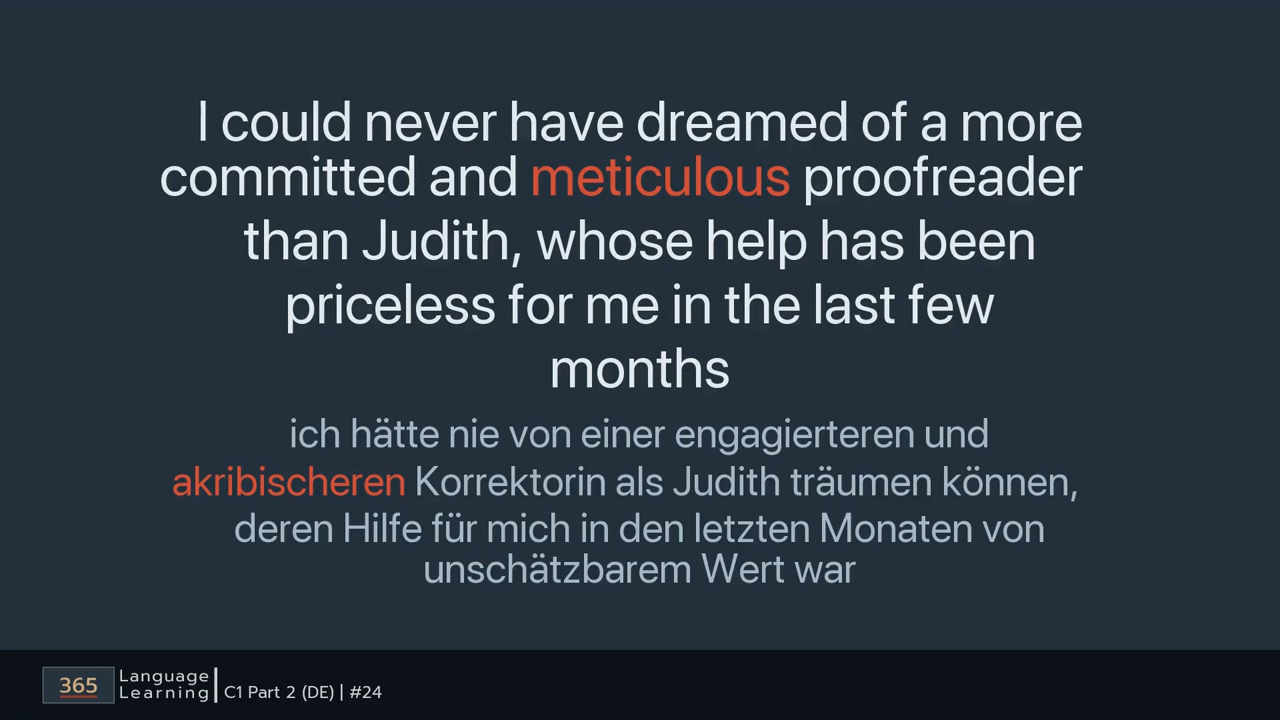 I could never have dreamed of a more
committed and meticulous proofreader
than Judith, whose help has been
priceless for me in the last few
months
ich hätte nie von einer engagierteren und
akribischeren Korrektorin als Judith träumen können,
deren Hilfe für mich in den letzten Monaten von
unschätzbarem Wert war
365 Language
Learning | C1 Part 2 (DE) | #24